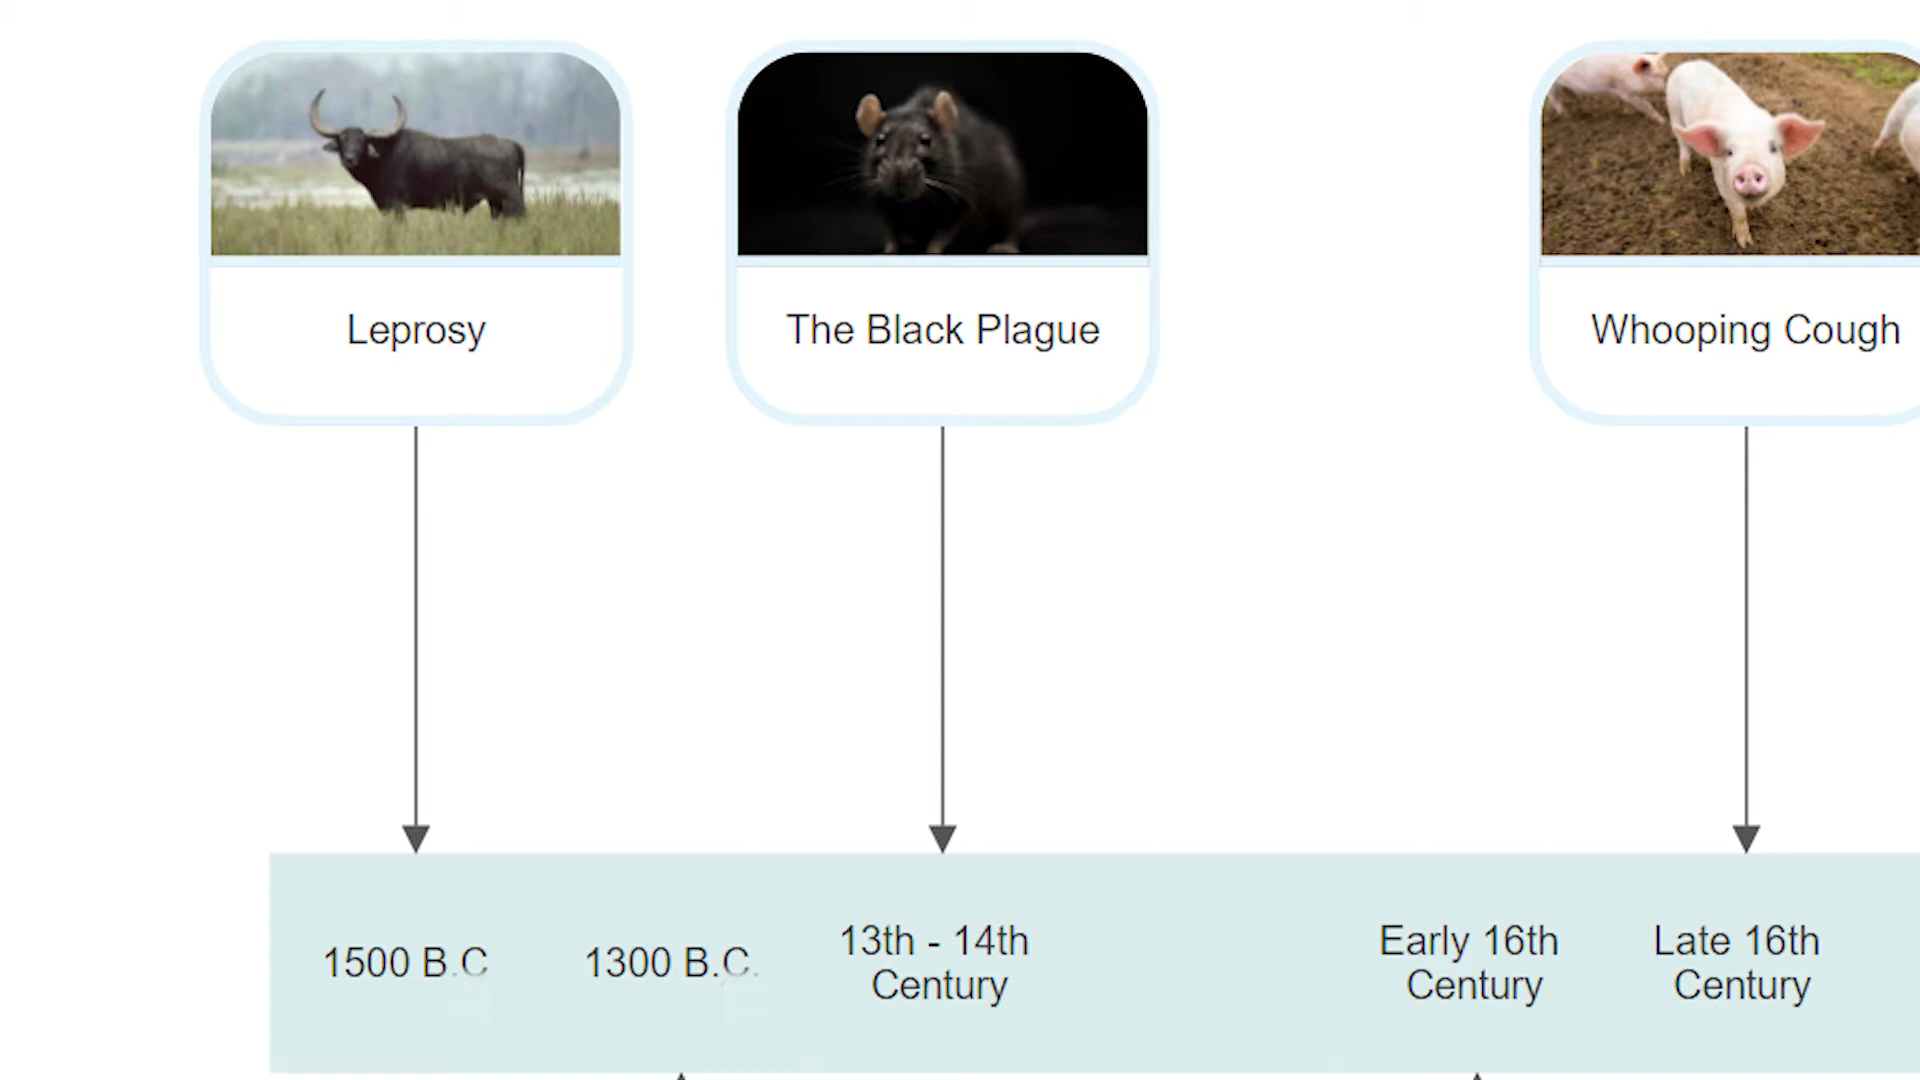 Leprosy
The Black Plague
Whooping Cough
1500 B.C
1300 B.C.
13th - 14th
Century
Early 16th
Century
Late 16th
Century